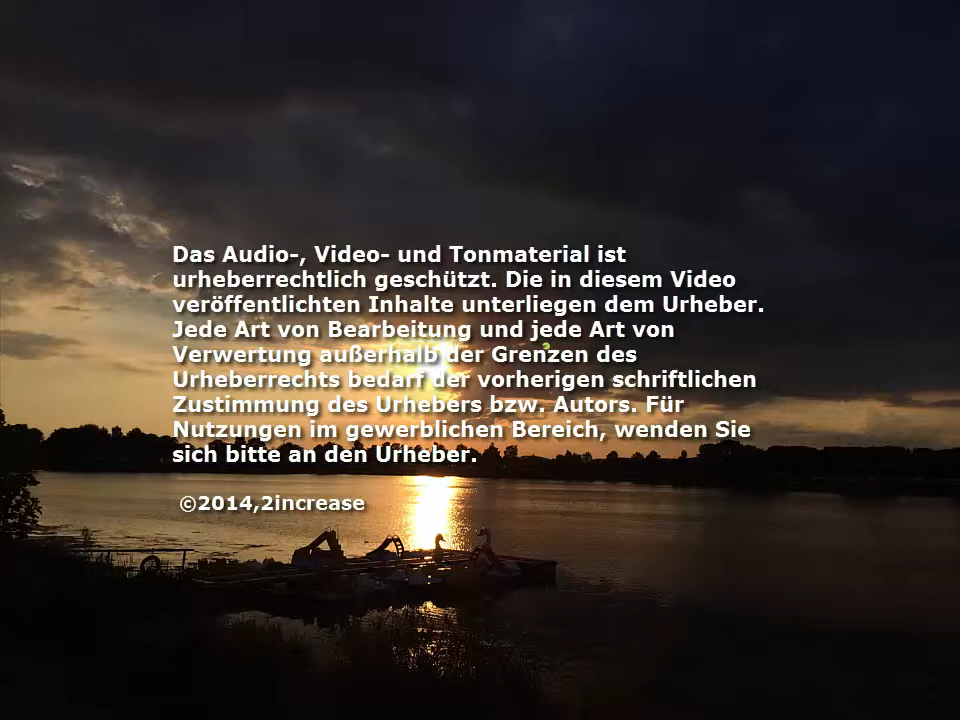 Das Audio-, Video- und Tonmaterial ist
urheberrechtlich geschützt. Die in diesem Video
veröffentlichten Inhalte unterliegen dem Urheber.
Jede Art von Bearbeitung und jede Art von
Verwertung außerhalb der Grenzen des
Urheberrechts bedarf der vorherigen schriftlichen
Zustimmung des Urhebers bzw. Autors. Für
Nutzungen im gewerblichen Bereich, wenden Sie
sich bitte an den Urheber.
©2014,2increase